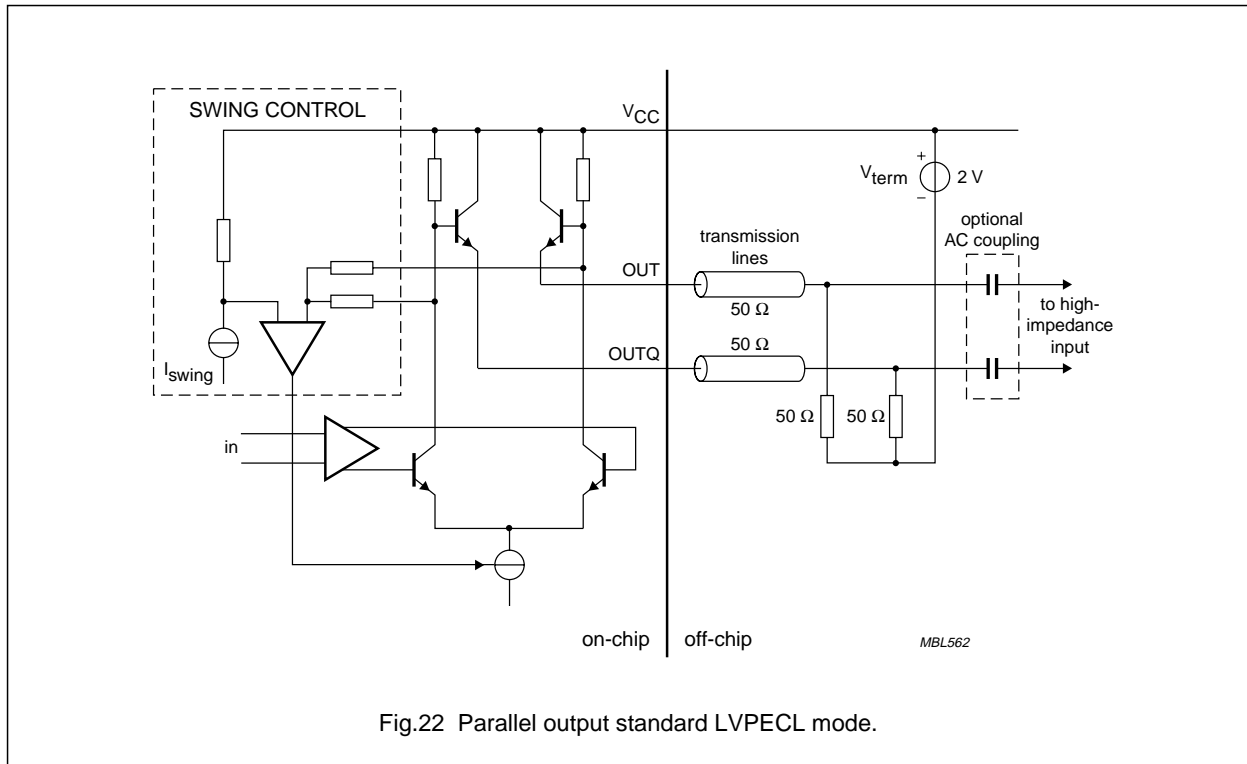 SWING CONTROL
VCC
+
Vterm
2 V
−
optional
AC coupling
transmission
lines
OUT
50 Ω
to high-
impedance
input
50 Ω
OUTQ
Iswing
50 Ω
50 Ω
in
on-chip
off-chip
MBL562
Fig.22 Parallel output standard LVPECL mode.